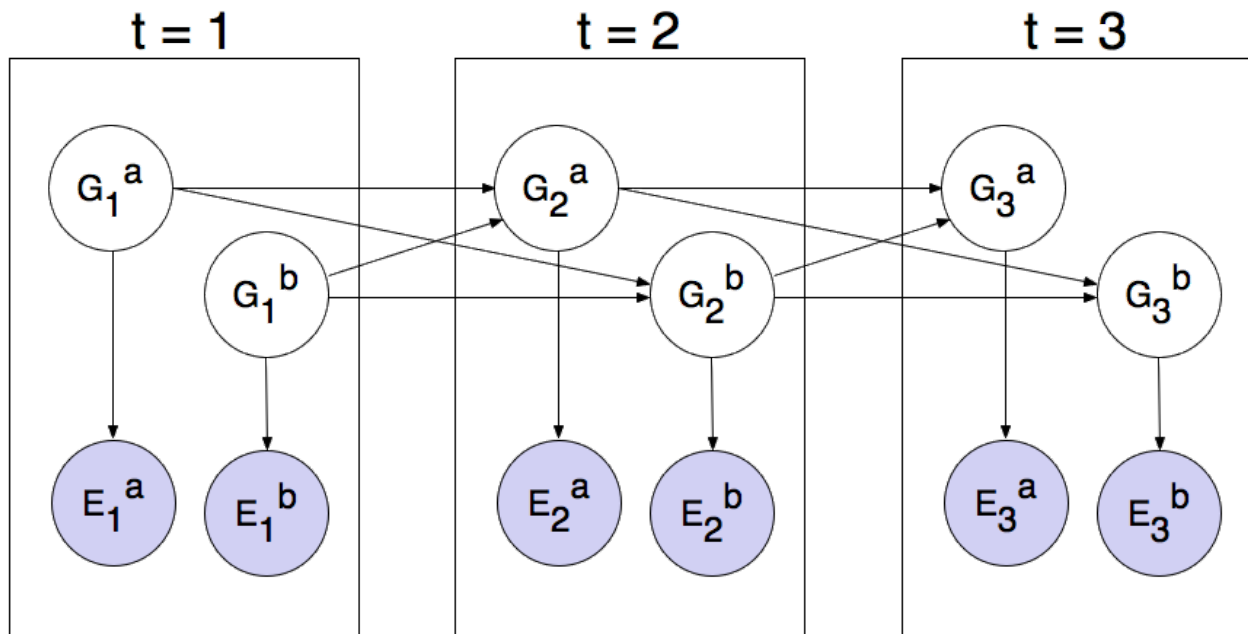 t = 1 t = 2 t = 3
G₁ᵃ G₂ᵃ G₃ᵃ
G₁ᵇ G₂ᵇ G₃ᵇ
E₁ᵃ E₁ᵇ E₂ᵃ E₂ᵇ E₃ᵃ E₃ᵇ